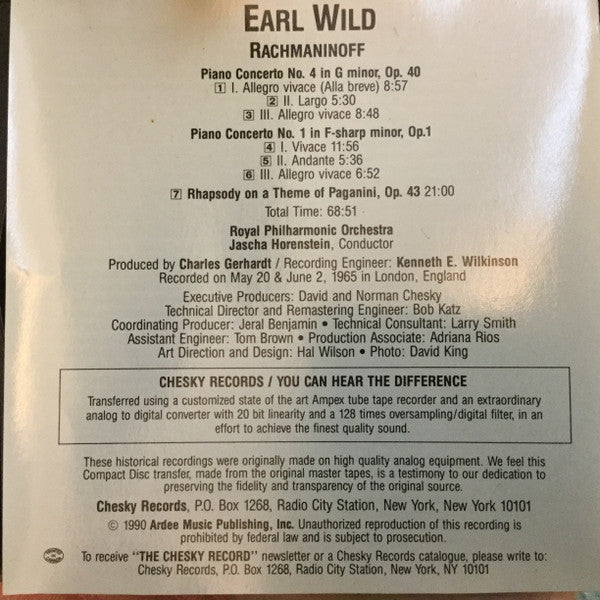 EARL WILD
RACHMANINOFF
Piano Concerto No. 4 in G minor, Op. 40
1 I. Allegro vivace (Alla breve) 8:57
2 II. Largo 5:30
3 III. Allegro vivace 8:48
Piano Concerto No. 1 in F-sharp minor, Op.1
4 I. Vivace 11:56
5 II. Andante 5:36
6 III. Allegro vivace 6:52
7 Rhapsody on a Theme of Paganini, Op. 43 21:00
Total Time: 68:51
Royal Philharmonic Orchestra
Jascha Horenstein, Conductor
Produced by Charles Gerhardt / Recording Engineer: Kenneth E. Wilkinson
Recorded on May 20 & June 2, 1965 in London, England
Executive Producers: David and Norman Chesky
Technical Director and Remastering Engineer: Bob Katz
Coordinating Producer: Jeral Benjamin • Technical Consultant: Larry Smith
Assistant Engineer: Tom Brown • Production Associate: Adriana Rios
Art Direction and Design: Hal Wilson • Photo: David King
CHESKY RECORDS / YOU CAN HEAR THE DIFFERENCE
Transferred using a customized state of the art Ampex tube tape recorder and an extraordinary
analog to digital converter with 20 bit linearity and a 128 times oversampling/digital filter, in an
effort to achieve the finest quality sound.
These historical recordings were originally made on high quality analog equipment. We feel this
Compact Disc transfer, made from the original master tapes, is a testimony to our dedication to
preserving the fidelity and transparency of the original source.
Chesky Records, P.O. Box 1268, Radio City Station, New York, New York 10101
© 1990 Ardee Music Publishing, Inc. Unauthorized reproduction of this recording is
prohibited by federal law and is subject to prosecution.
To receive "THE CHESKY RECORD" newsletter or a Chesky Records catalogue, please write to:
Chesky Records, P.O. Box 1268, Radio City Station, New York, NY 10101